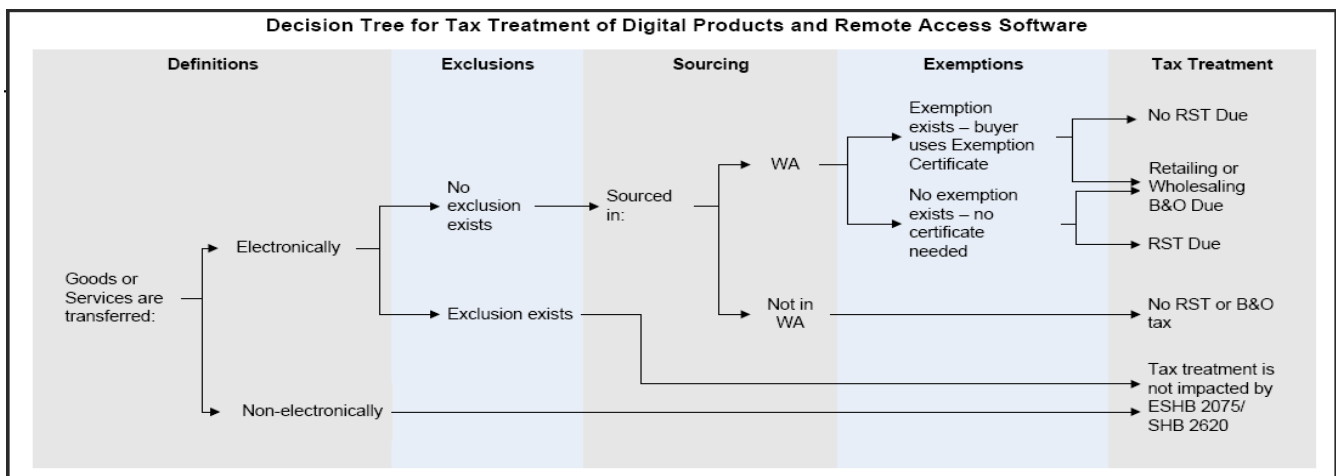 Decision Tree for Tax Treatment of Digital Products and Remote Access Software
Definitions
Exclusions
Sourcing
Exemptions
Tax Treatment
Goods or
Services are
transferred:
Electronically
Non-electronically
No
exclusion
exists
Exclusion exists
Sourced
in:
WA
Not in
WA
Exemption
exists – buyer
uses Exemption
Certificate
No exemption
exists – no
certificate
needed
No RST Due
Retailing or
Wholesaling
B&O Due
RST Due
No RST or B&O
tax
Tax treatment is
not impacted by
ESHB 2075/
SHB 2620